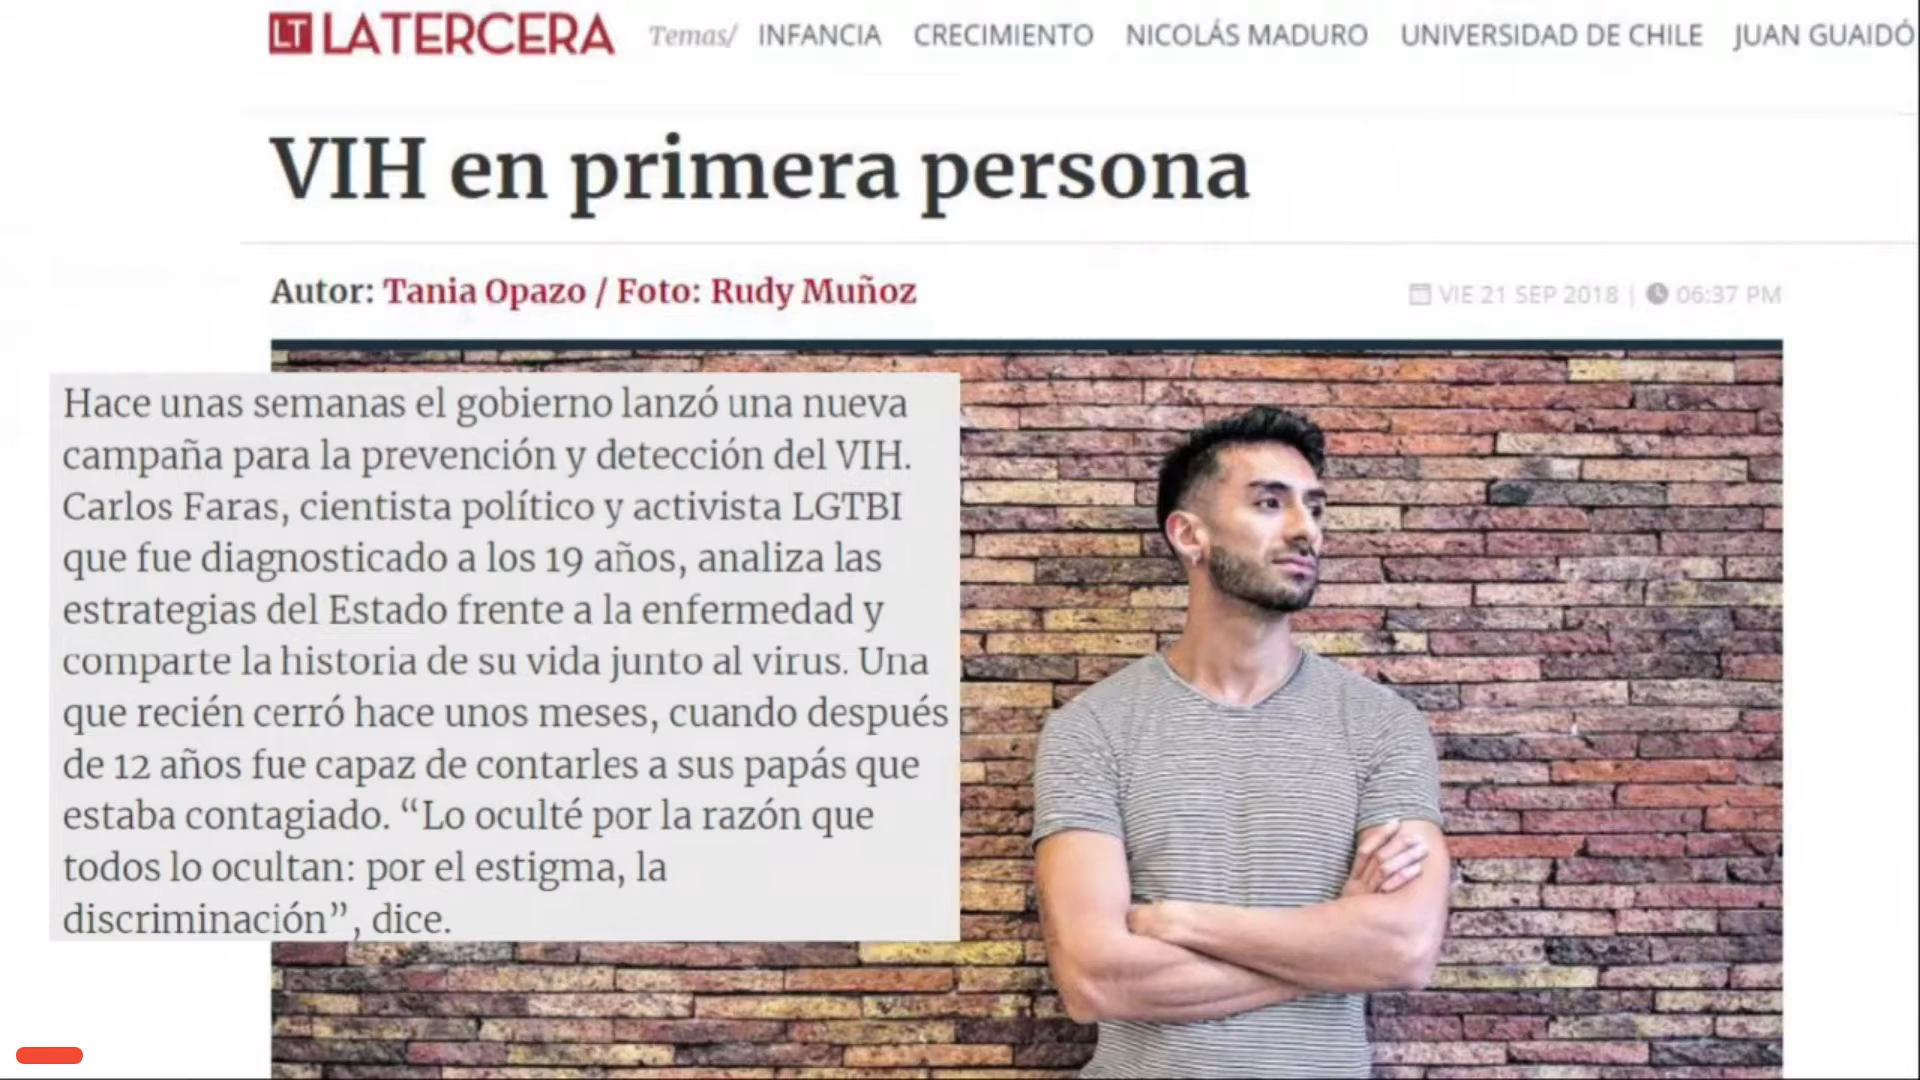 LT LATERCERA Temas/ INFANCIA CRECIMIENTO NICOLÁS MADURO UNIVERSIDAD DE CHILE JUAN GUAIDÓ
VIH en primera persona
Autor: Tania Opazo / Foto: Rudy Muñoz
VIE 21 SEP 2018 | 06:37 PM
Hace unas semanas el gobierno lanzó una nueva
campaña para la prevención y detección del VIH.
Carlos Faras, cientista político y activista LGTBI
que fue diagnosticado a los 19 años, analiza las
estrategias del Estado frente a la enfermedad y
comparte la historia de su vida junto al virus. Una
que recién cerró hace unos meses, cuando después
de 12 años fue capaz de contarles a sus papás que
estaba contagiado. “Lo oculté por la razón que
todos lo ocultan: por el estigma, la
discriminación”, dice.